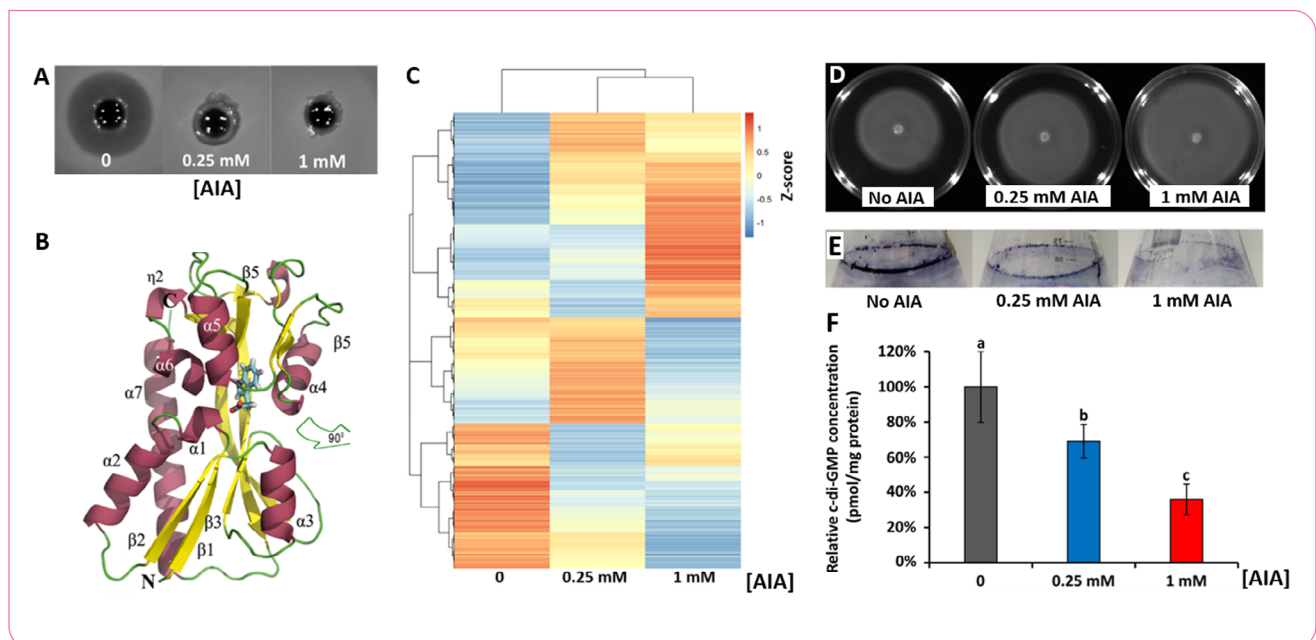 A
0
0.25 mM
1 mM
[AIA]
B
η2
C
β5
α5
β5
α6
α4
α7
90⁰
α1
α2
α3
β3
β2
β1
N
C
1
0.5
0
-0.5
-1
Z-score
0
0.25 mM
1 mM
[AIA]
D
No AIA
0.25 mM AIA
1 mM AIA
E
No AIA
0.25 mM AIA
1 mM AIA
F
Relative c-di-GMP concentration
(pmol/mg protein)
120%
100%
80%
60%
40%
20%
0%
a
b
c
0
0.25 mM
1 mM
[AIA]